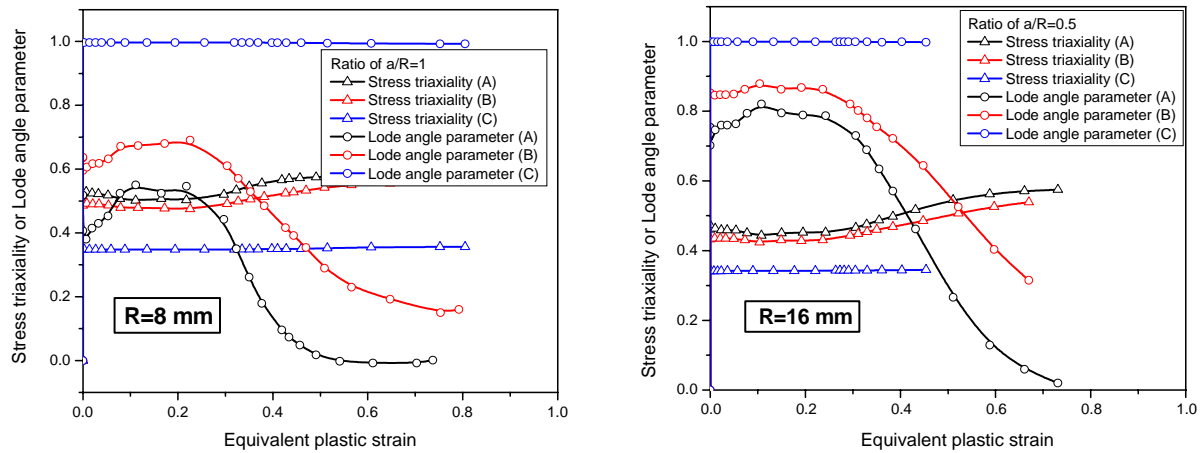 Stress triaxiality or Lode angle parameter
1.0
0.8
0.6
0.4
0.2
0.0
Ratio of a/R=1
Stress triaxiality (A)
Stress triaxiality (B)
Stress triaxiality (C)
Lode angle parameter (A)
Lode angle parameter (B)
Lode angle parameter (C)
R=8 mm
0.0 0.2 0.4 0.6 0.8 1.0
Equivalent plastic strain
Stress triaxiality or Lode angle parameter
1.0
0.8
0.6
0.4
0.2
0.0
Ratio of a/R=0.5
Stress triaxiality (A)
Stress triaxiality (B)
Stress triaxiality (C)
Lode angle parameter (A)
Lode angle parameter (B)
Lode angle parameter (C)
R=16 mm
0.0 0.2 0.4 0.6 0.8 1.0
Equivalent plastic strain